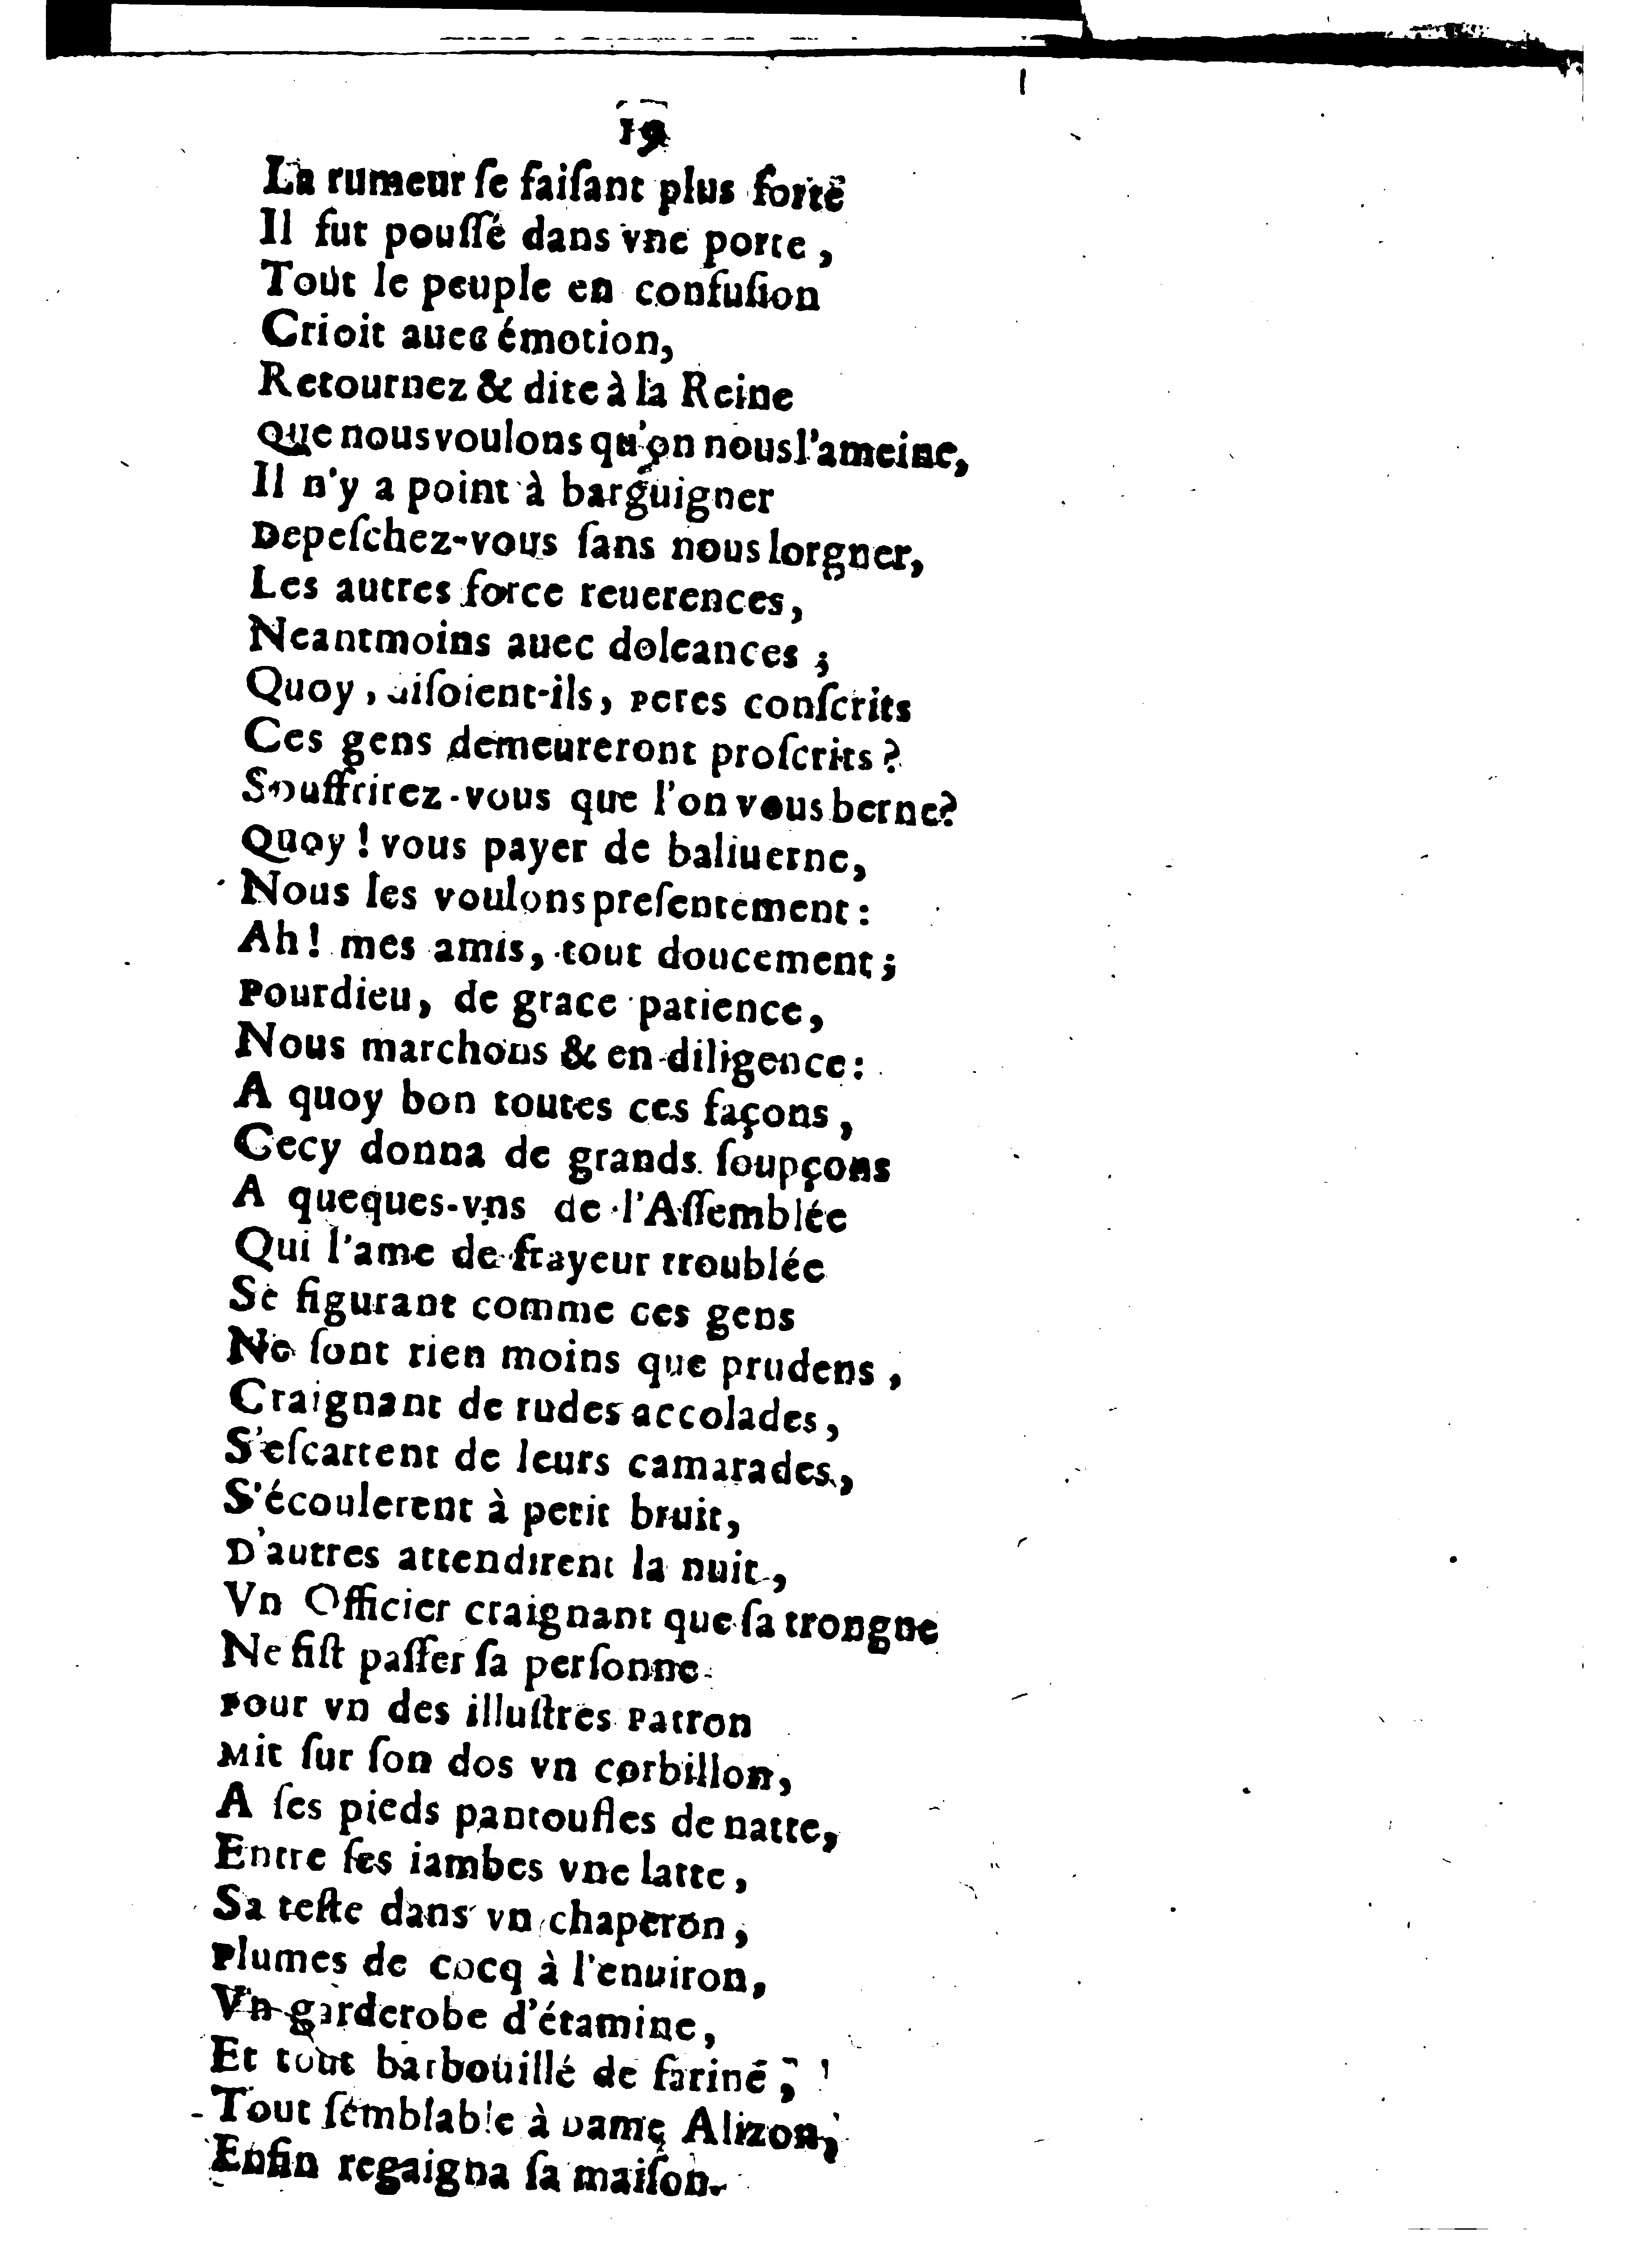 19
La rumeur ſe faiſant plus forte
Il fut pouſſé dans vne porte,
Tout le peuple en confuſion
Crioit auec émotion,
Retournez & dite à la Reine
Que nous voulons qu'on nous l'ameine,
Il n'y a point à barguigner
Depeſchez-vous ſans nous lorgner,
Les autres force reuerences,
Neantmoins auec doleances;
Quoy, diſoient-ils, Peres conſcrits
Ces gens demeureront proſcrits?
Souffrirez-vous que l'on vous berne?
Quoy! vous payer de baliuerne,
Nous les voulons preſentement:
Ah! mes amis, tout doucement;
Pourdieu, de grace patience,
Nous marchons & en diligence:
A quoy bon toutes ces façons,
Cecy donna de grands ſoupçons
A queques-vns de l'Aſſemblée
Qui l'ame de frayeur troublée
Se figurant comme ces gens
Ne ſont rien moins que prudens,
Craignant de rudes accolades,
S'eſcartent de leurs camarades,
S'écoulerent à petit bruit,
D'autres attendirent la nuit,
Vn Officier craignant que ſa trongne
Ne fiſt paſſer ſa perſonne
Pour vn des illuſtres Patron
Mit ſur ſon dos vn corbillon,
A ſes pieds pantoufles de natte,
Entre ſes iambes vne latte,
Sa teſte dans vn chaperon,
Plumes de cocq à l'enuiron,
Vn garderobe d'étamine,
Et tout barboüillé de farine,
Tout ſemblable à Dame Alizon,
Enfin regaigna ſa maiſon.